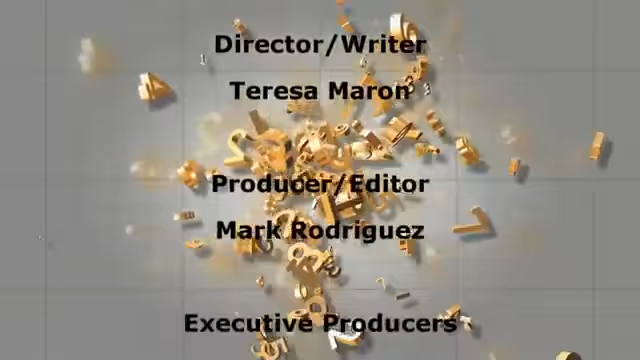 Director/Writer
Teresa Maron
Producer/Editor
Mark Rodriguez
Executive Producers